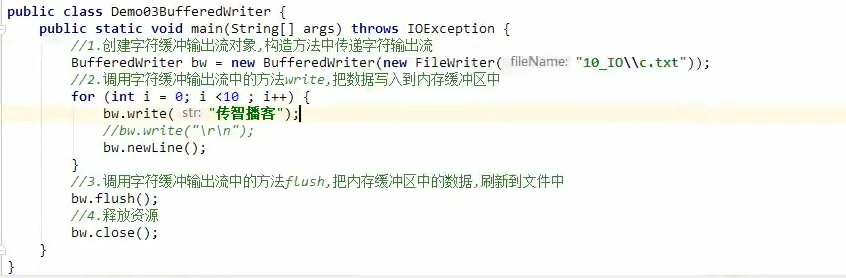 public class Demo03BufferedWriter {
public static void main(String[] args) throws IOException {
//1.创建字符缓冲输出流对象,构造方法中传递字符输出流
BufferedWriter bw = new BufferedWriter(new FileWriter( fileName: "10_IO\\c.txt"));
//2.调用字符缓冲输出流中的方法write,把数据写入到内存缓冲区中
for (int i = 0; i <10 ; i++) {
bw.write( str: "传智播客");
//bw.write("\r\n");
bw.newLine();
}
//3.调用字符缓冲输出流中的方法flush,把内存缓冲区中的数据,刷新到文件中
bw.flush();
//4.释放资源
bw.close();
}
}